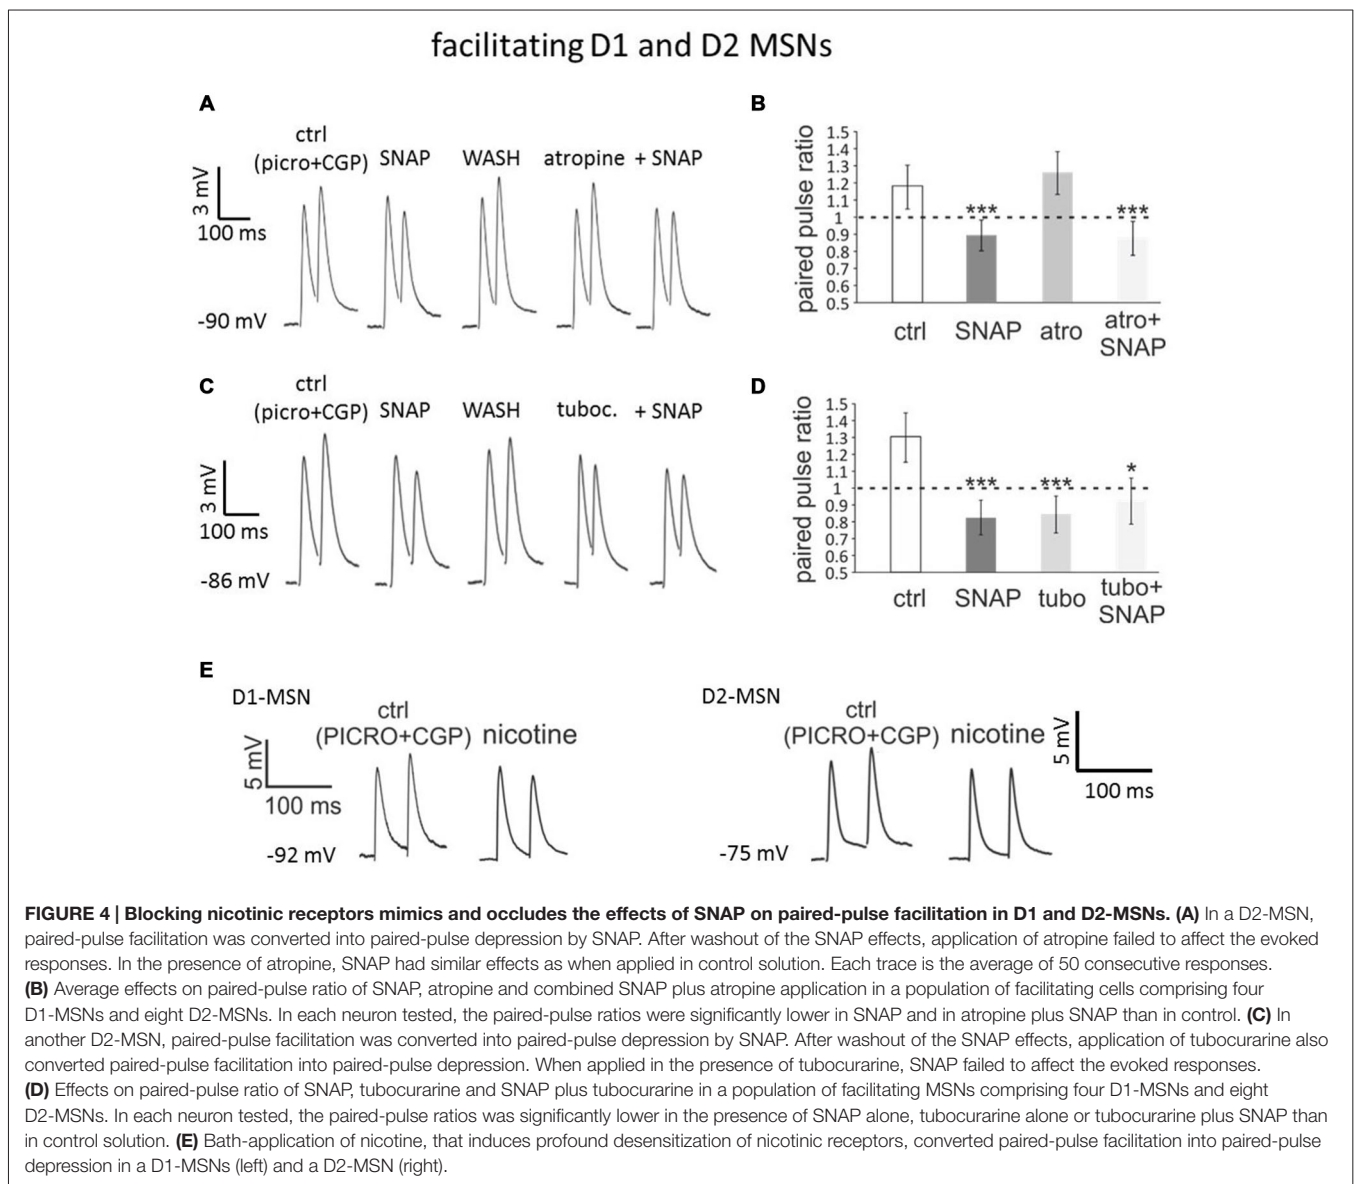 facilitating D1 and D2 MSNs
A
ctrl
(picro+CGP) SNAP WASH atropine + SNAP
3 mV
100 ms
-90 mV
B
paired pulse ratio
1.5
1.4
1.3
1.2
1.1
1
0.9
0.8
0.7
0.6
0.5
*** ***
ctrl SNAP atro atro+
SNAP
C
ctrl
(picro+CGP) SNAP WASH tuboc. + SNAP
3 mV
100 ms
-86 mV
D
paired pulse ratio
1.5
1.4
1.3
1.2
1.1
1
0.9
0.8
0.7
0.6
0.5
*** *** *
ctrl SNAP tubo tubo+
SNAP
E
D1-MSN
ctrl
(PICRO+CGP) nicotine
5 mV
100 ms
-92 mV
D2-MSN
ctrl
(PICRO+CGP) nicotine
5 mV
100 ms
-75 mV
FIGURE 4 | Blocking nicotinic receptors mimics and occludes the effects of SNAP on paired-pulse facilitation in D1 and D2-MSNs. (A) In a D2-MSN,
paired-pulse facilitation was converted into paired-pulse depression by SNAP. After washout of the SNAP effects, application of atropine failed to affect the evoked
responses. In the presence of atropine, SNAP had similar effects as when applied in control solution. Each trace is the average of 50 consecutive responses.
(B) Average effects on paired-pulse ratio of SNAP, atropine and combined SNAP plus atropine application in a population of facilitating cells comprising four
D1-MSNs and eight D2-MSNs. In each neuron tested, the paired-pulse ratios were significantly lower in SNAP and in atropine plus SNAP than in control. (C) In
another D2-MSN, paired-pulse facilitation was converted into paired-pulse depression by SNAP. After washout of the SNAP effects, application of tubocurarine also
converted paired-pulse facilitation into paired-pulse depression. When applied in the presence of tubocurarine, SNAP failed to affect the evoked responses.
(D) Effects on paired-pulse ratio of SNAP, tubocurarine and SNAP plus tubocurarine in a population of facilitating MSNs comprising four D1-MSNs and eight
D2-MSNs. In each neuron tested, the paired-pulse ratios was significantly lower in the presence of SNAP alone, tubocurarine alone or tubocurarine plus SNAP than
in control solution. (E) Bath-application of nicotine, that induces profound desensitization of nicotinic receptors, converted paired-pulse facilitation into paired-pulse
depression in a D1-MSNs (left) and a D2-MSN (right).